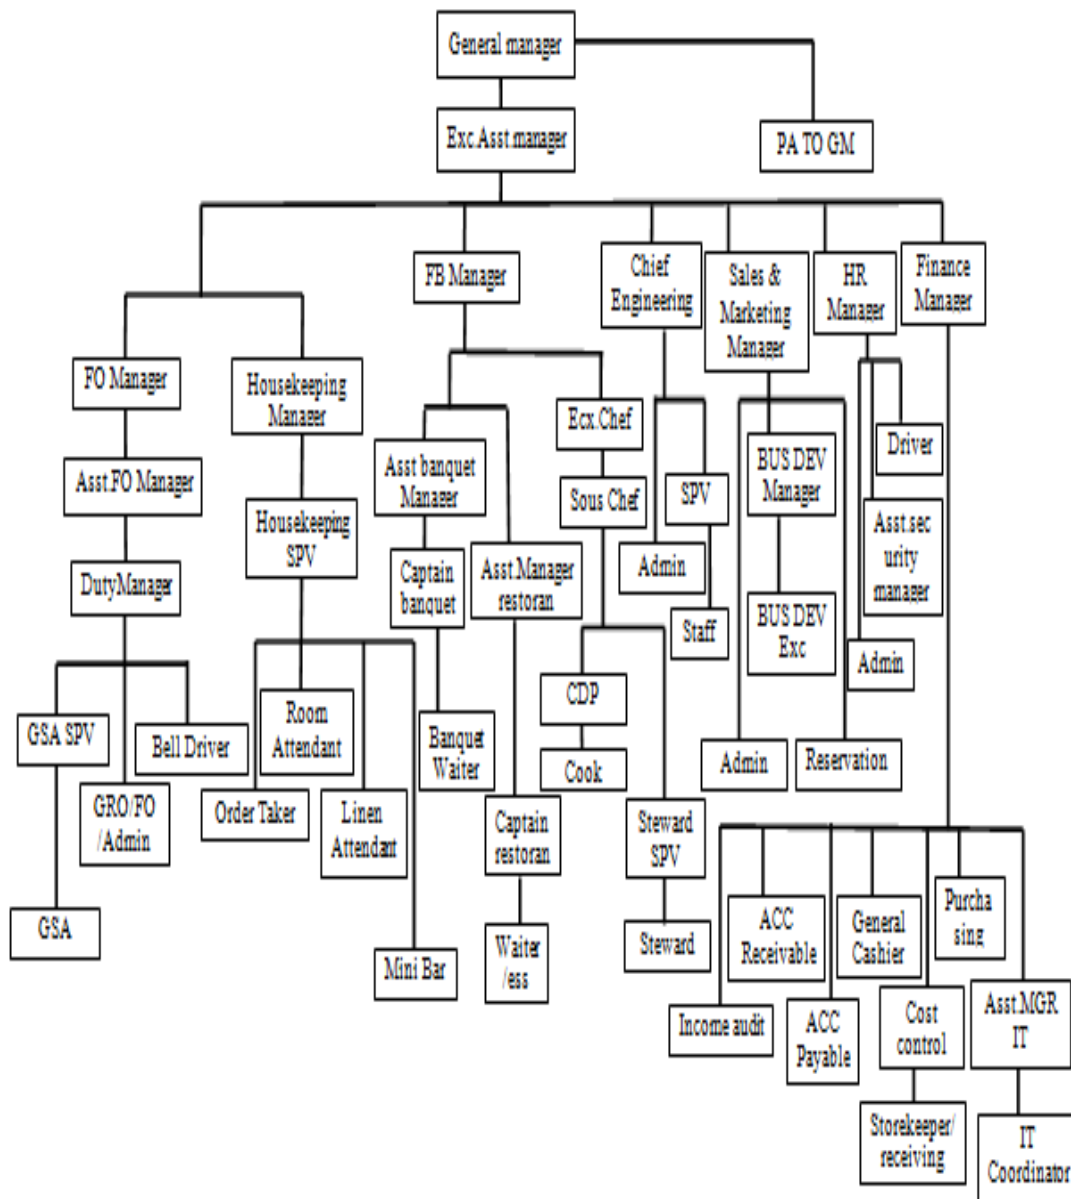 General manager
Exc.Asst.manager
PA TO GM
FB Manager
Chief
Engineering
Sales &
Marketing
Manager
HR
Manager
Finance
Manager
FO Manager
Housekeeping
Manager
Ecx.Chef
Driver
Asst banquet
Manager
BUS DEV
Manager
Asst.FO Manager
Sous Chef
SPV
Housekeeping
SPV
Asst.sec
urity
manager
Captain
banquet
Asst.Manager
restoran
Admin
DutyManager
BUS DEV
Exc
Staff
Admin
CDP
GSA SPV
Bell Driver
Room
Attendant
Banquet
Waiter
Cook
Admin
Reservation
GRO/FO
/Admin
Order Taker
Linen
Attendant
Captain
restoran
Steward
SPV
GSA
Mini Bar
Waiter
/ess
Steward
ACC
Receivable
General
Cashier
Purcha
sing
Income audit
ACC
Payable
Cost
control
Asst.MGR
IT
Storekeeper/
receiving
IT
Coordinator